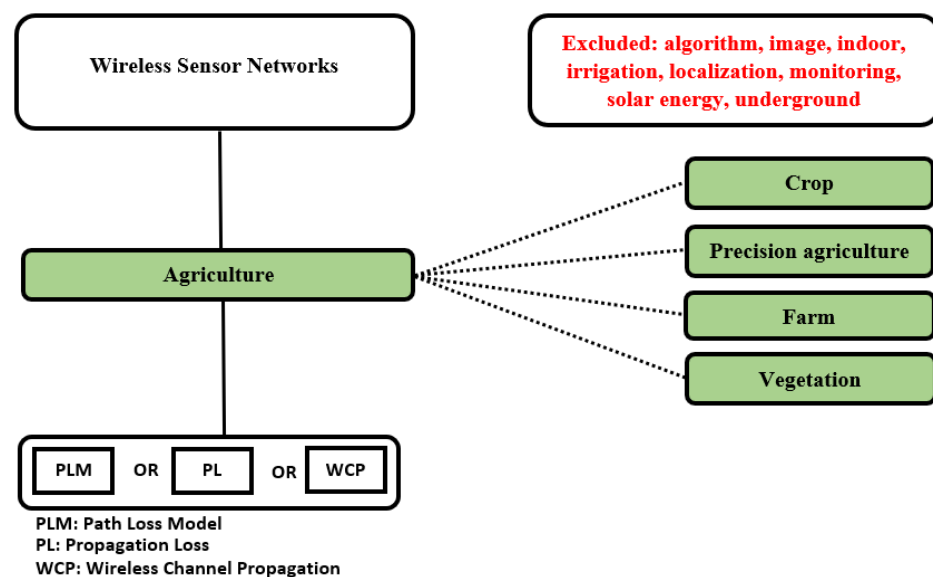 Wireless Sensor Networks
Excluded: algorithm, image, indoor,
irrigation, localization, monitoring,
solar energy, underground
Crop
Precision agriculture
Agriculture
Farm
Vegetation
PLM OR PL OR WCP
PLM: Path Loss Model
PL: Propagation Loss
WCP: Wireless Channel Propagation